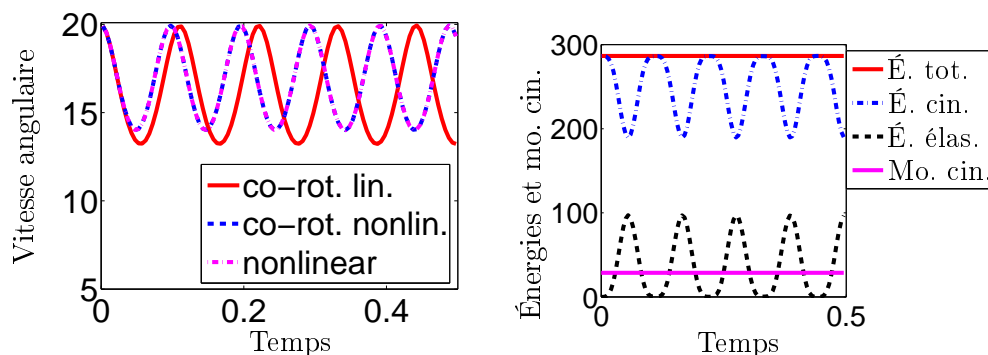 Vitesse angulaire
20
15
10
5
0
0.2
0.4
Temps
co-rot. lin.
co-rot. nonlin.
nonlinear
Énergies et mo. cin.
300
200
100
0
0
0.5
Temps
É. tot.
É. cin.
É. élas.
Mo. cin.